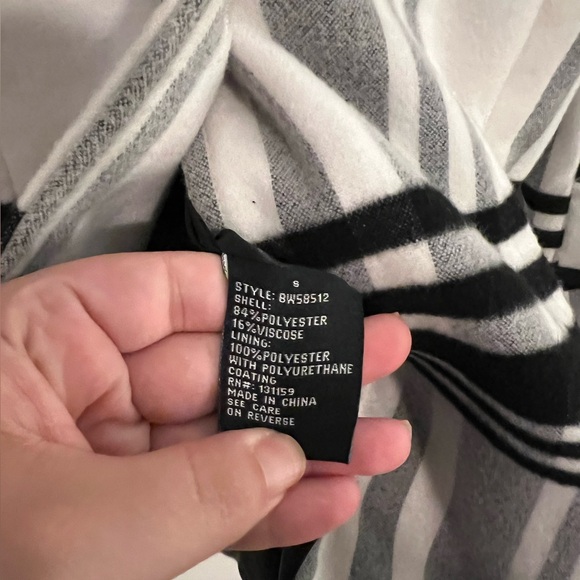 S
STYLE: BW58512
SHELL:
84%POLYESTER
16%VISCOSE
LINING:
100%POLYESTER
WITH POLYURETHANE
COATING
RN#: 131159
MADE IN CHINA
SEE CARE
ON REVERSE